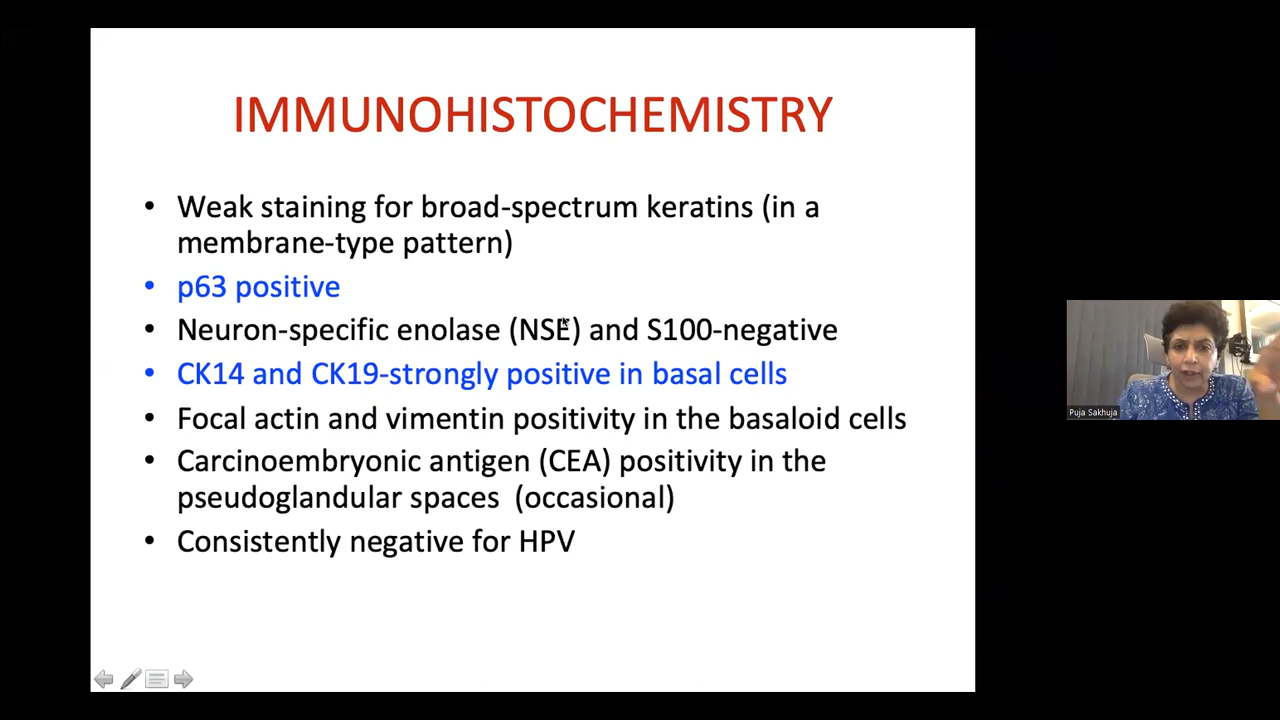 IMMUNOHISTOCHEMISTRY
• Weak staining for broad-spectrum keratins (in a
membrane-type pattern)
• p63 positive
• Neuron-specific enolase (NSE) and S100-negative
• CK14 and CK19-strongly positive in basal cells
• Focal actin and vimentin positivity in the basaloid cells
• Carcinoembryonic antigen (CEA) positivity in the
pseudoglandular spaces  (occasional)
• Consistently negative for HPV
Puja Sakhuja